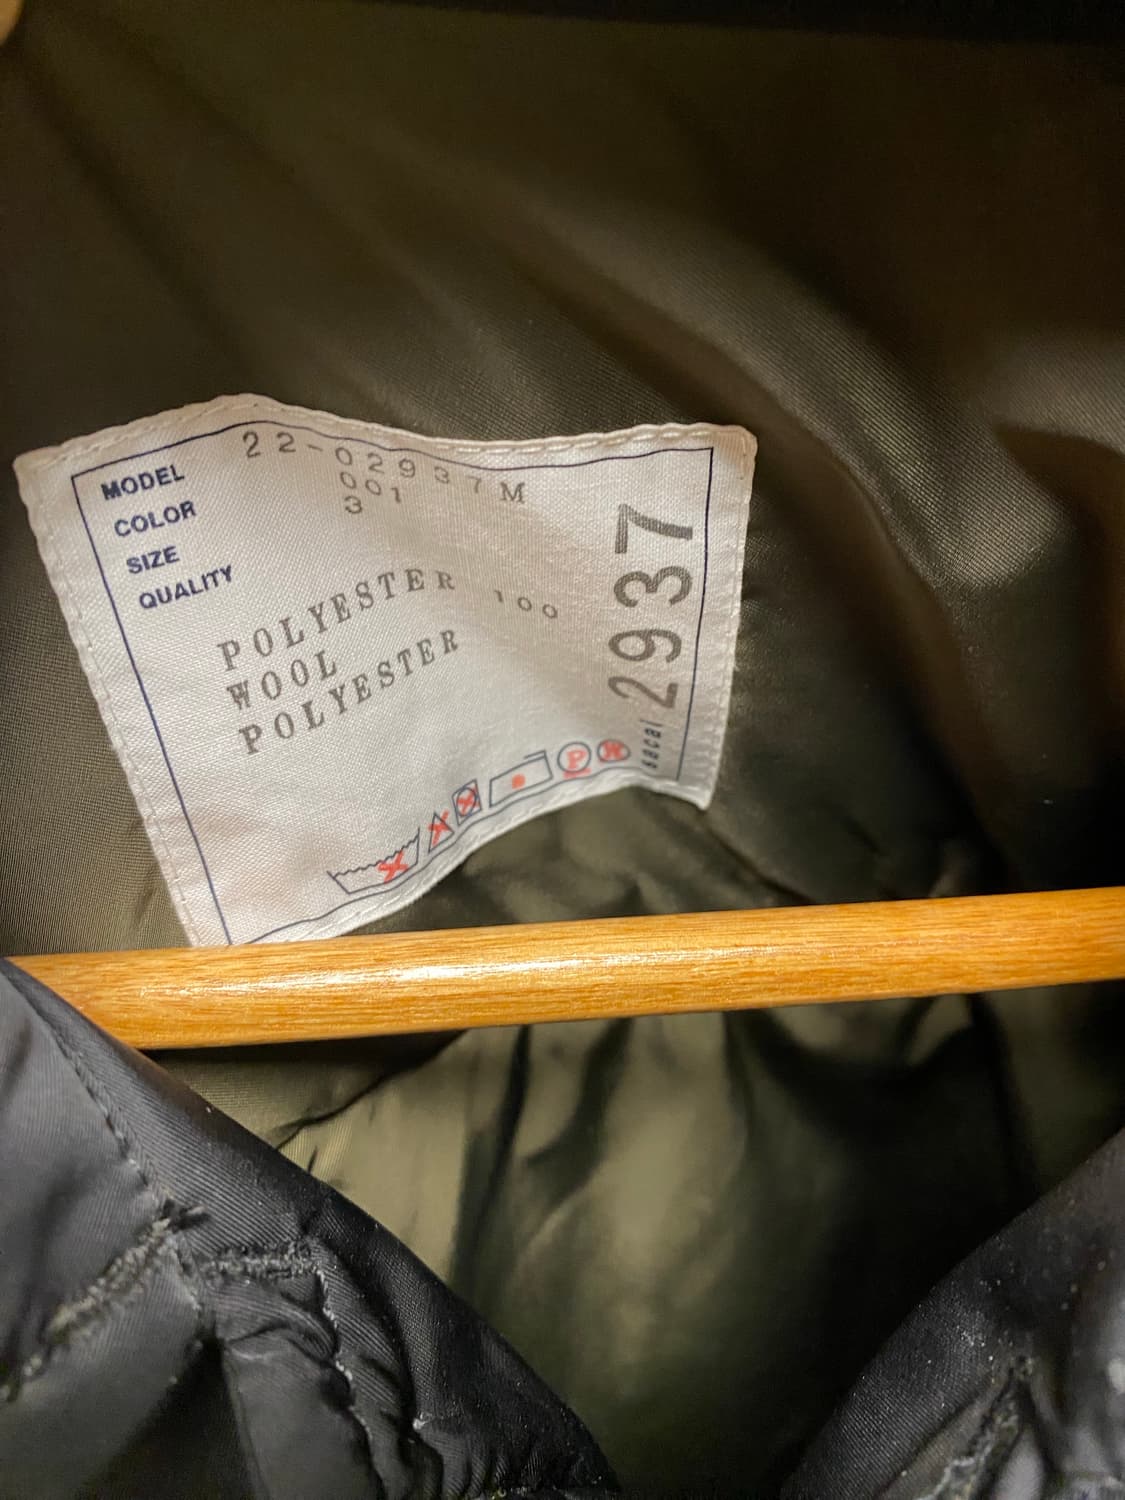 MODEL 22-02937M
COLOR 001
SIZE 3
QUALITY
POLYESTER 100
WOOL
POLYESTER
sacai 2937
P
W